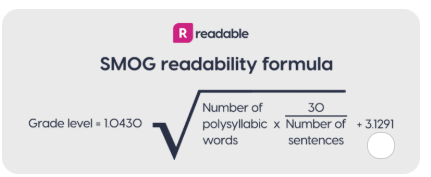 R readable
SMOG readability formula
Grade level = 1.0430 √ Number of polysyllabic words x 30 / Number of sentences + 3.1291